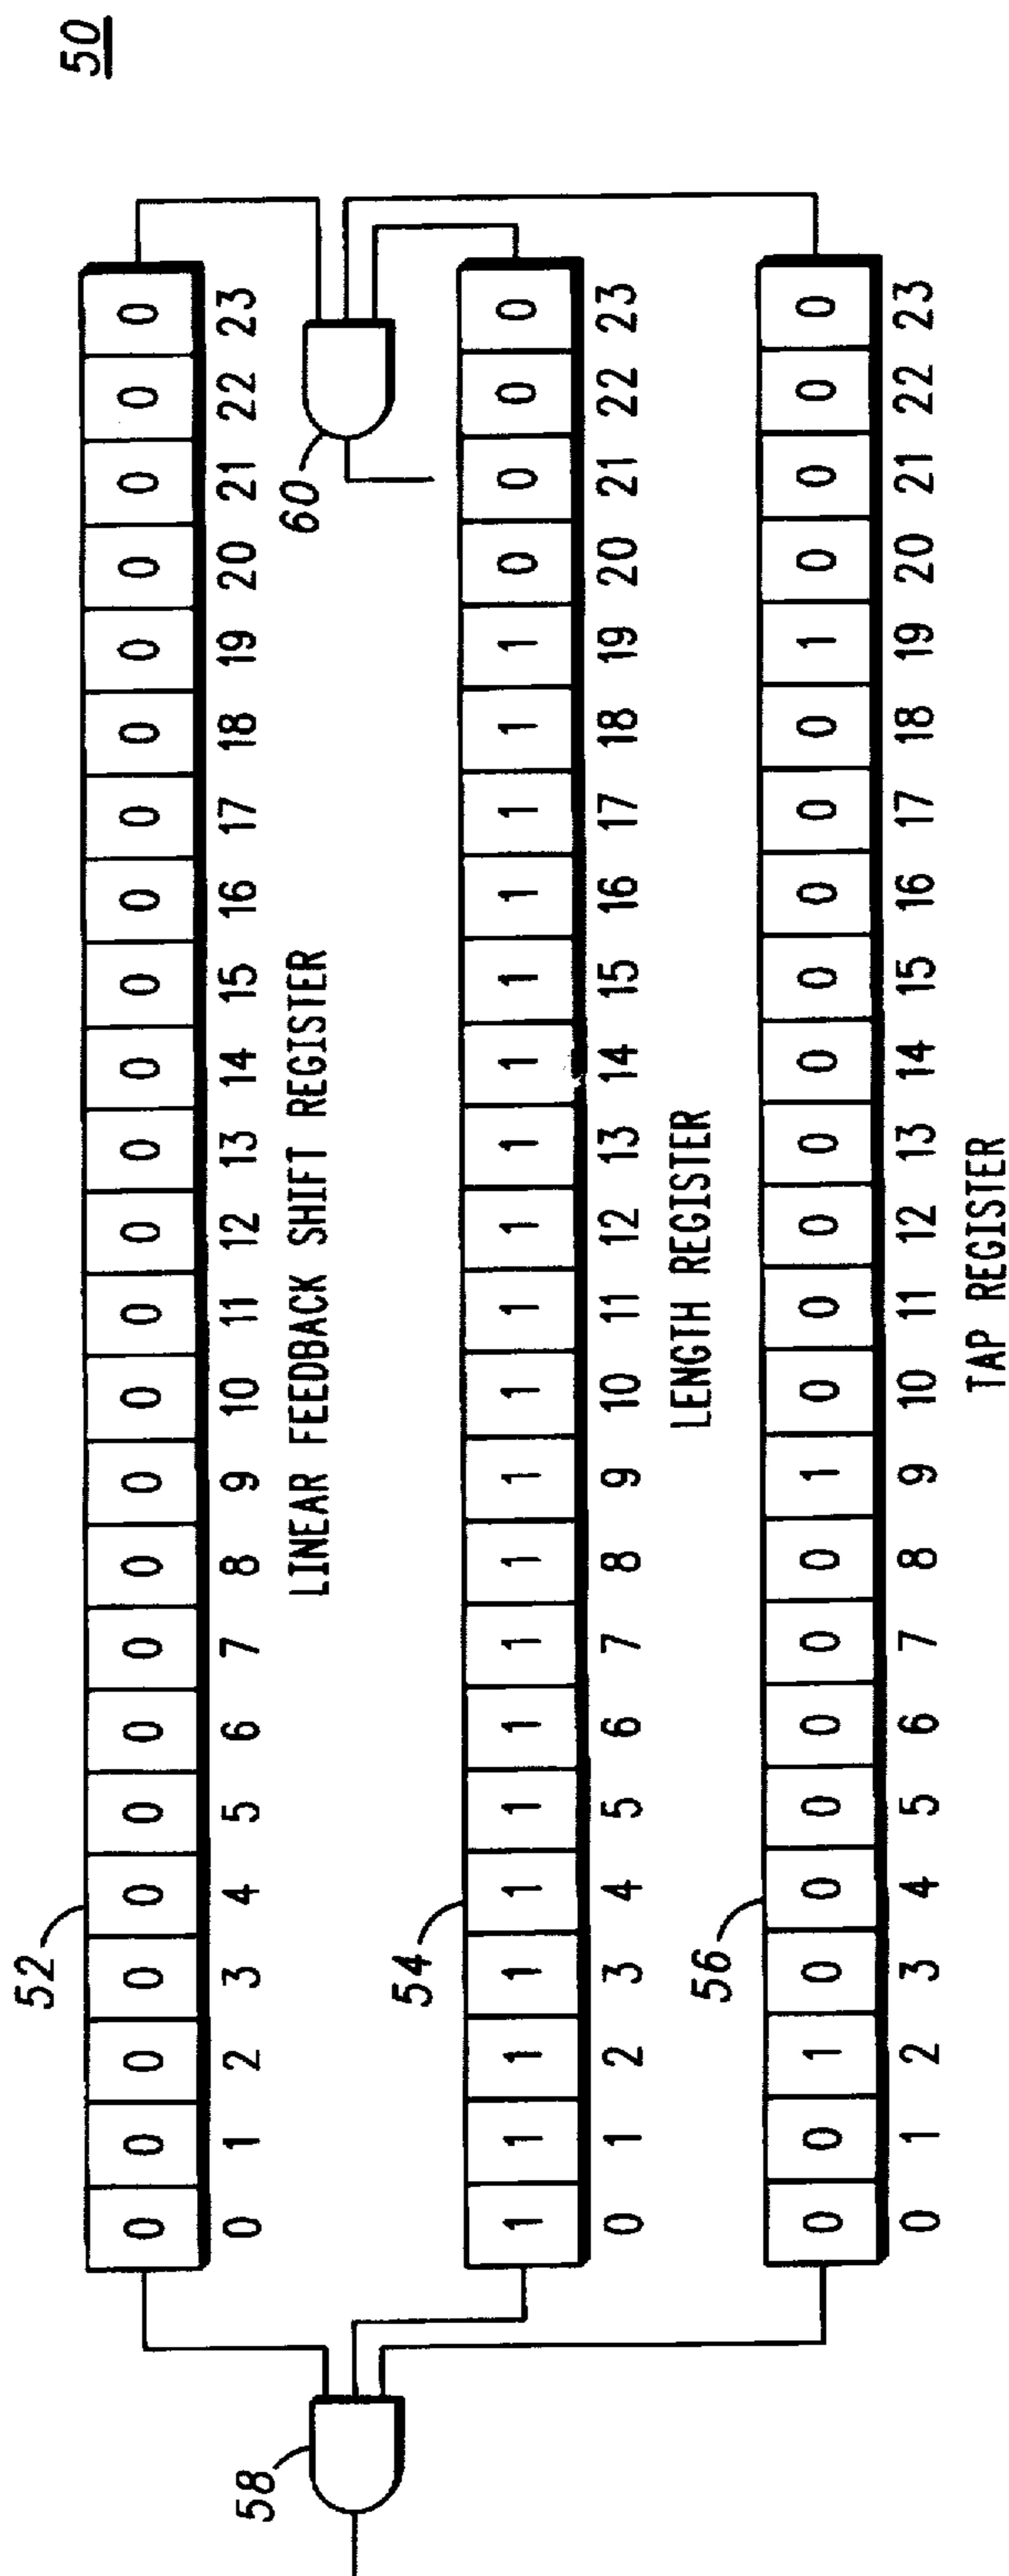 50
52
0 0 0 0 0 0 0 0 0 0 0 0 0 0 0 0 0 0 0 0 0 0 0 0
0 1 2 3 4 5 6 7 8 9 10 11 12 13 14 15 16 17 18 19 20 21 22 23
LINEAR FEEDBACK SHIFT REGISTER
58
60
54
1 1 1 1 1 1 1 1 1 1 1 1 1 1 1 1 1 1 1 1 0 0 0 0
0 1 2 3 4 5 6 7 8 9 10 11 12 13 14 15 16 17 18 19 20 21 22 23
LENGTH REGISTER
56
0 0 1 0 0 0 0 0 0 1 0 0 0 0 0 0 0 0 0 1 0 0 0 0
0 1 2 3 4 5 6 7 8 9 10 11 12 13 14 15 16 17 18 19 20 21 22 23
TAP REGISTER